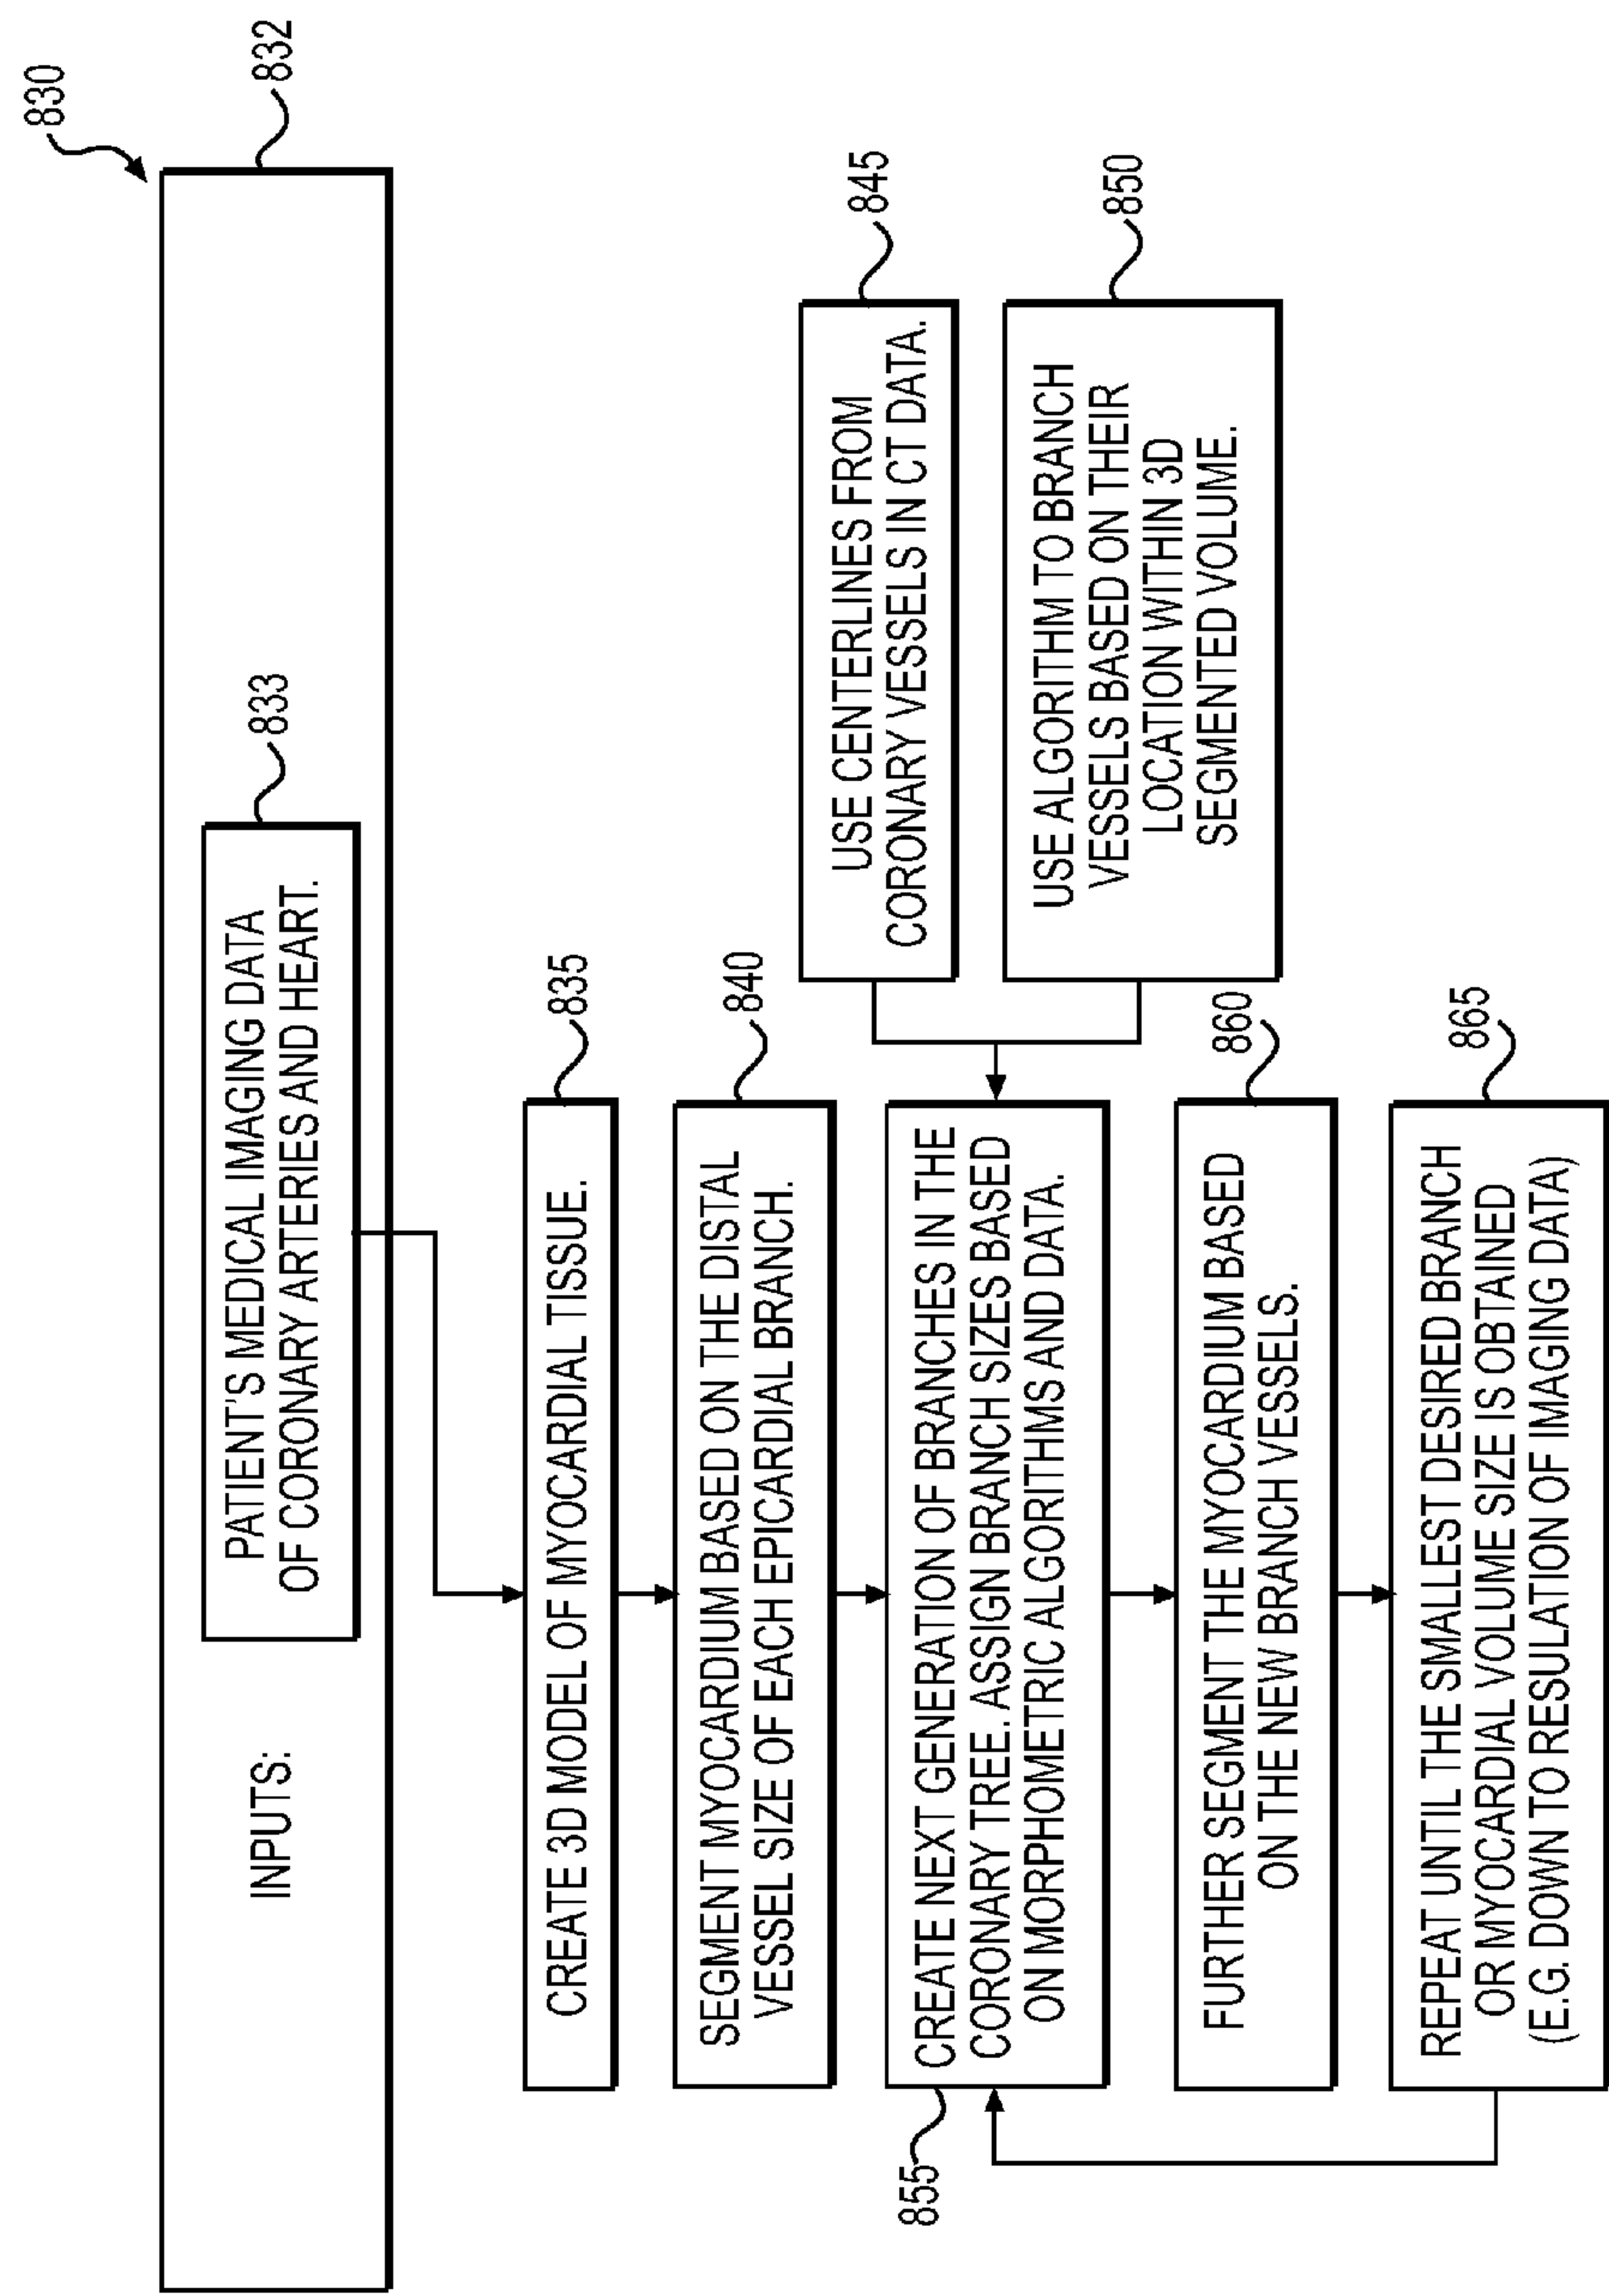 830
832
INPUTS:
833
PATIENT'S MEDICAL IMAGING DATA
OF CORONARY ARTERIES AND HEART.
835
CREATE 3D MODEL OF MYOCARDIAL TISSUE.
840
SEGMENT MYOCARDIUM BASED ON THE DISTAL
VESSEL SIZE OF EACH EPICARDIAL BRANCH.
845
USE CENTERLINES FROM
CORONARY VESSELS IN CT DATA.
850
USE ALGORITHM TO BRANCH
VESSELS BASED ON THEIR
LOCATION WITHIN 3D
SEGMENTED VOLUME.
855
CREATE NEXT GENERATION OF BRANCHES IN THE
CORONARY TREE. ASSIGN BRANCH SIZES BASED
ON MORPHOMETRIC ALGORITHMS AND DATA.
860
FURTHER SEGMENT THE MYOCARDIUM BASED
ON THE NEW BRANCH VESSELS.
865
REPEAT UNTIL THE SMALLEST DESIRED BRANCH
OR MYOCARDIAL VOLUME SIZE IS OBTAINED
(E.G. DOWN TO RESULATION OF IMAGING DATA)